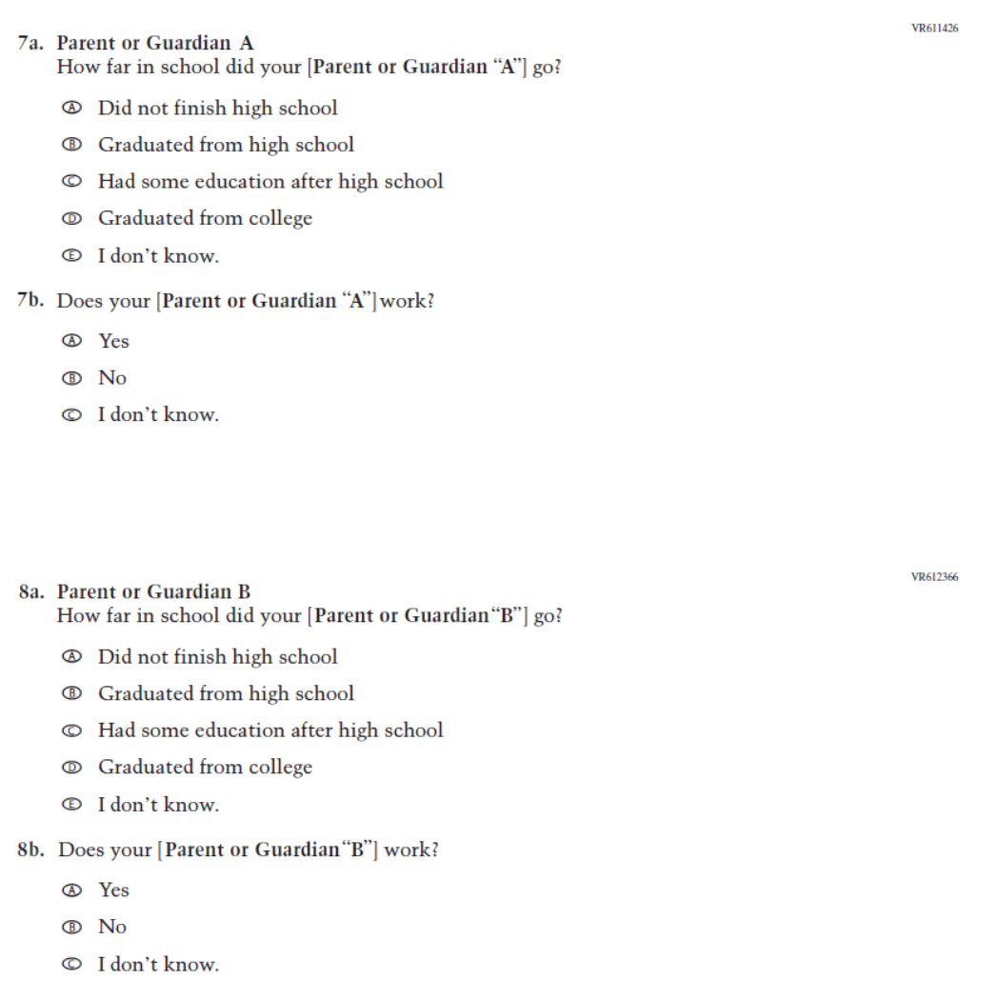 VR611426
7a. Parent or Guardian A
How far in school did your [Parent or Guardian “A”] go?
Ⓐ Did not finish high school
Ⓑ Graduated from high school
Ⓒ Had some education after high school
Ⓓ Graduated from college
Ⓔ I don’t know.
7b. Does your [Parent or Guardian “A”]work?
Ⓐ Yes
Ⓑ No
Ⓒ I don’t know.
VR612366
8a. Parent or Guardian B
How far in school did your [Parent or Guardian“B”] go?
Ⓐ Did not finish high school
Ⓑ Graduated from high school
Ⓒ Had some education after high school
Ⓓ Graduated from college
Ⓔ I don’t know.
8b. Does your [Parent or Guardian“B”] work?
Ⓐ Yes
Ⓑ No
Ⓒ I don’t know.